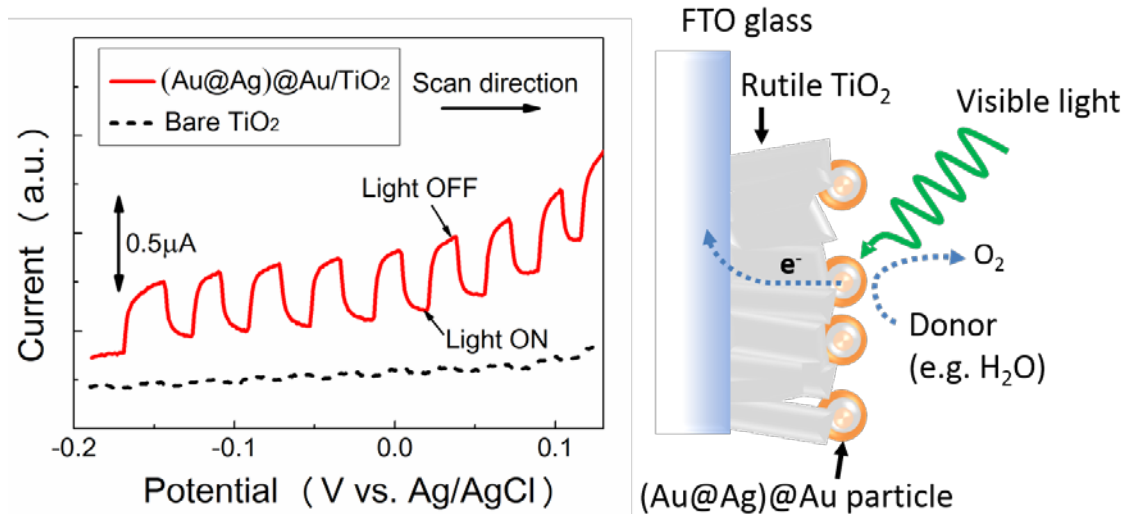 (Au@Ag)@Au/TiO₂
Bare TiO₂
Scan direction
Light OFF
0.5μA
Light ON
Current (a.u.)
-0.2
-0.1
0.0
0.1
Potential (V vs. Ag/AgCl)
FTO glass
Rutile TiO₂
Visible light
e⁻
O₂
Donor
(e.g. H₂O)
(Au@Ag)@Au particle